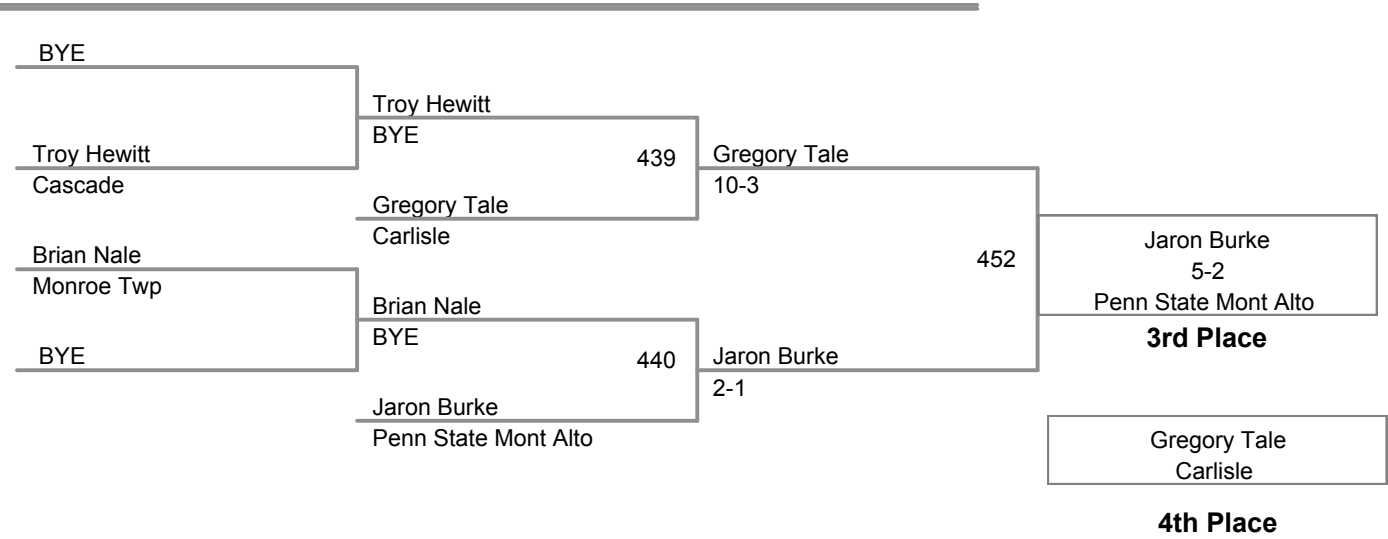 BYE
Troy Hewitt
BYE
Troy Hewitt
Cascade
439
Gregory Tale
10-3
Gregory Tale
Carlisle
Brian Nale
Monroe Twp
452
Jaron Burke
5-2
Penn State Mont Alto
3rd Place
Brian Nale
BYE
BYE
440
Jaron Burke
2-1
Jaron Burke
Penn State Mont Alto
Gregory Tale
Carlisle
4th Place